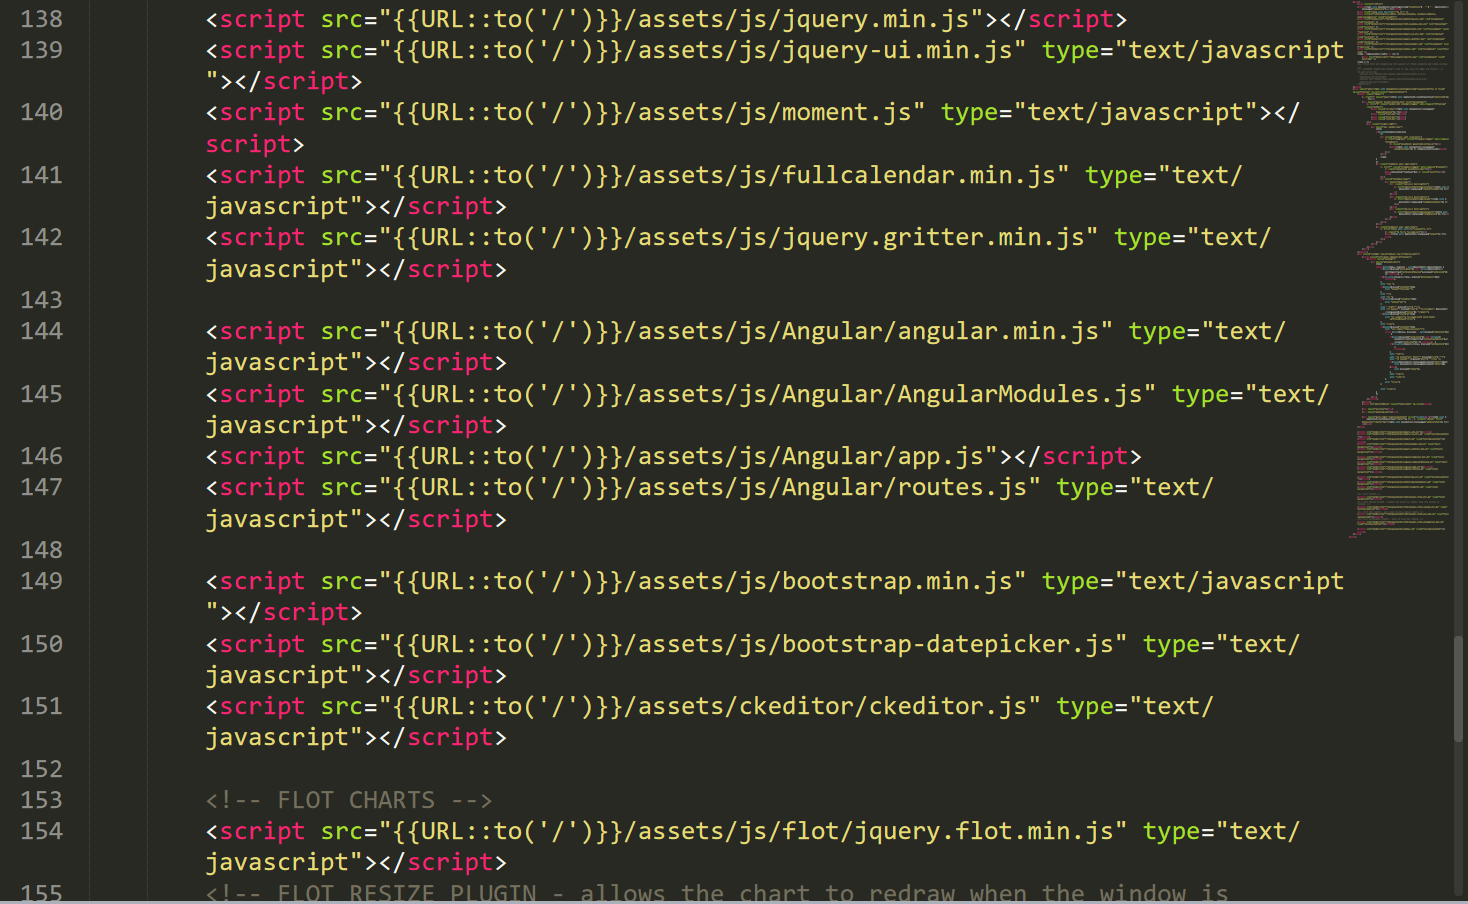 138 <script src="{{URL::to('/')}}/assets/js/jquery.min.js"></script>
139 <script src="{{URL::to('/')}}/assets/js/jquery-ui.min.js" type="text/javascript
"></script>
140 <script src="{{URL::to('/')}}/assets/js/moment.js" type="text/javascript"></
script>
141 <script src="{{URL::to('/')}}/assets/js/fullcalendar.min.js" type="text/
javascript"></script>
142 <script src="{{URL::to('/')}}/assets/js/jquery.gritter.min.js" type="text/
javascript"></script>
143
144 <script src="{{URL::to('/')}}/assets/js/Angular/angular.min.js" type="text/
javascript"></script>
145 <script src="{{URL::to('/')}}/assets/js/Angular/AngularModules.js" type="text/
javascript"></script>
146 <script src="{{URL::to('/')}}/assets/js/Angular/app.js"></script>
147 <script src="{{URL::to('/')}}/assets/js/Angular/routes.js" type="text/
javascript"></script>
148
149 <script src="{{URL::to('/')}}/assets/js/bootstrap.min.js" type="text/javascript
"></script>
150 <script src="{{URL::to('/')}}/assets/js/bootstrap-datepicker.js" type="text/
javascript"></script>
151 <script src="{{URL::to('/')}}/assets/ckeditor/ckeditor.js" type="text/
javascript"></script>
152
153 <!-- FLOT CHARTS -->
154 <script src="{{URL::to('/')}}/assets/js/flot/jquery.flot.min.js" type="text/
javascript"></script>
155 <!-- FLOT RESIZE PLUGIN - allows the chart to redraw when the window is